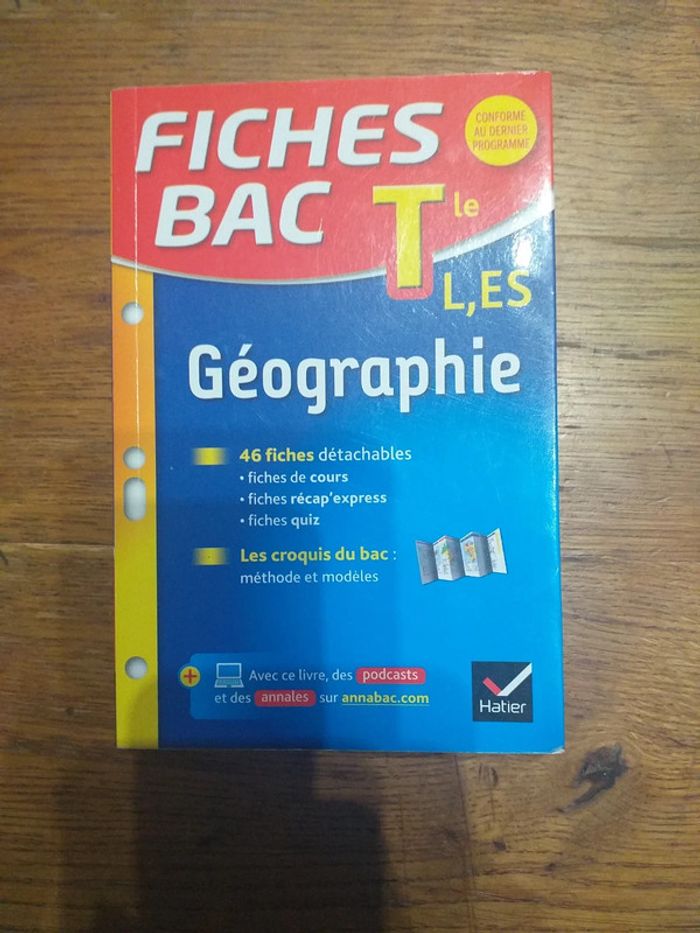 FICHES
BAC
CONFORME
AU DERNIER
PROGRAMME
Tle
L,ES
Géographie
46 fiches détachables
• fiches de cours
• fiches récap'express
• fiches quiz
Les croquis du bac :
méthode et modèles
+ Avec ce livre, des podcasts
et des annales sur annabac.com
Hatier